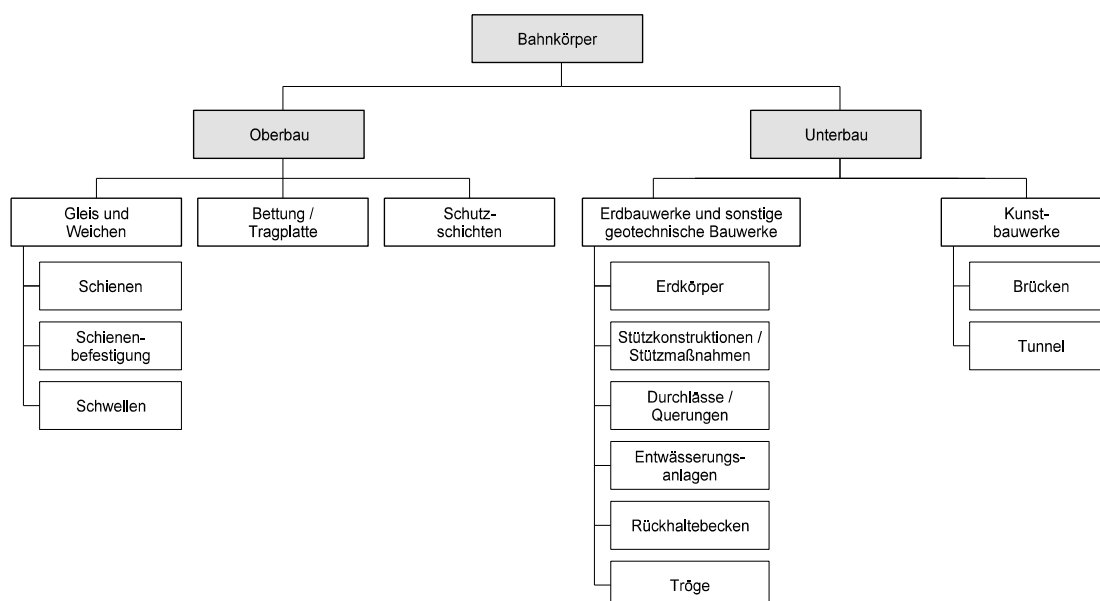 Bahnkörper
Oberbau
Unterbau
Gleis und
Weichen
Bettung /
Tragplatte
Schutz-
schichten
Erdbauwerke und sonstige
geotechnische Bauwerke
Kunst-
bauwerke
Schienen
Schienen-
befestigung
Schwellen
Erdkörper
Stützkonstruktionen /
Stützmaßnahmen
Durchlässe /
Querungen
Entwässerungs-
anlagen
Rückhaltebecken
Tröge
Brücken
Tunnel